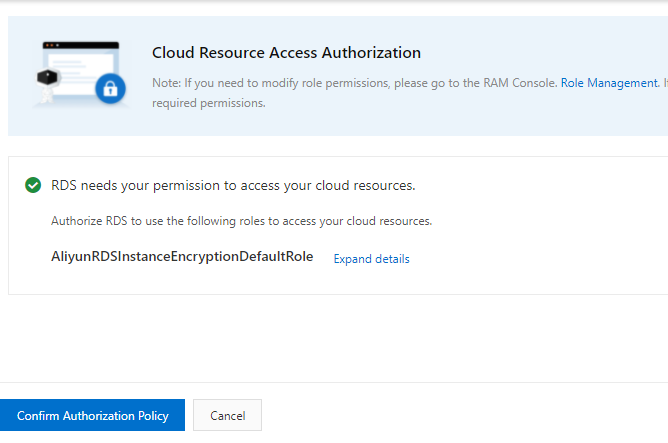 Cloud Resource Access Authorization
Note: If you need to modify role permissions, please go to the RAM Console. Role Management.
required permissions.
RDS needs your permission to access your cloud resources.
Authorize RDS to use the following roles to access your cloud resources.
AliyunRDSInstanceEncryptionDefaultRole Expand details
Confirm Authorization Policy Cancel